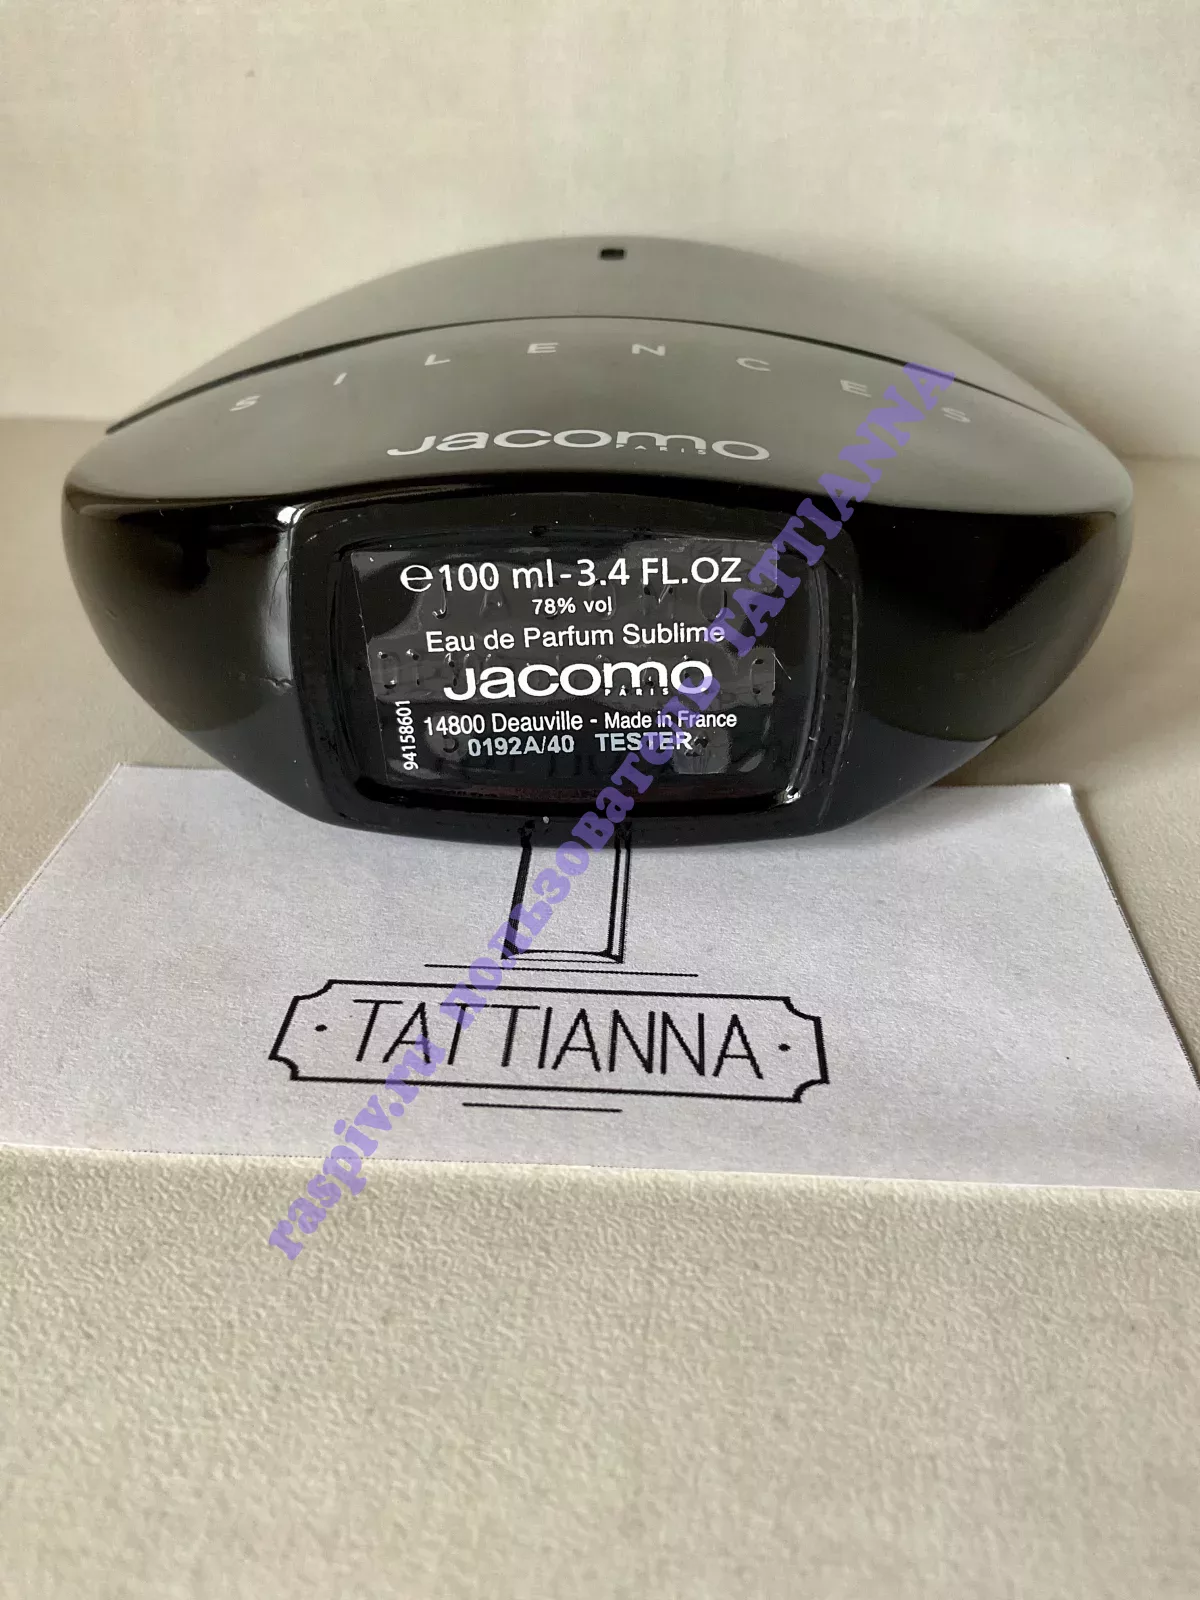 SILENCES
Jacomo
PARIS
℮100 ml-3.4 FL.OZ
78% vol
Eau de Parfum Sublime
Jacomo
PARIS
14800 Deauville - Made in France
0192A/40 TESTER
94158601
· TATTIANNA ·
raspiv.ru пользователь TATTIANNA